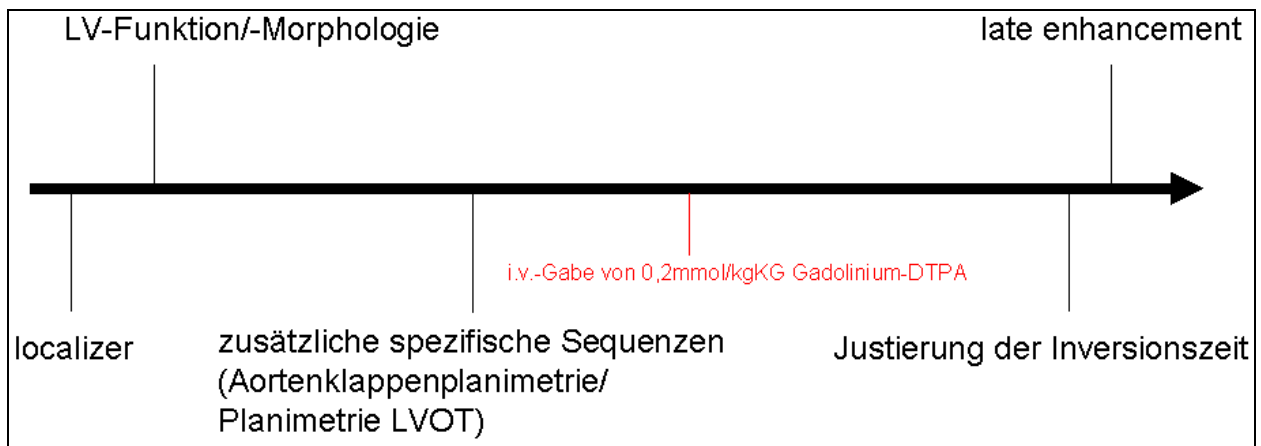 LV-Funktion/-Morphologie
late enhancement
i.v.-Gabe von 0,2mmol/kgKG Gadolinium-DTPA
localizer
zusätzliche spezifische Sequenzen
(Aortenklappenplanimetrie/
Planimetrie LVOT)
Justierung der Inversionszeit